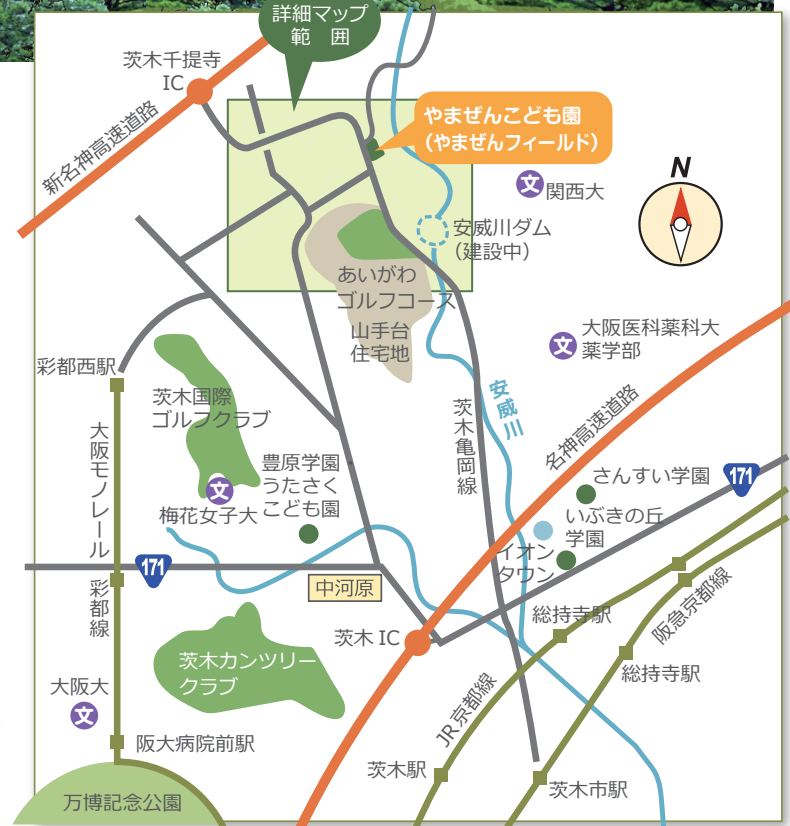 詳細マップ
範　囲
茨木千提寺
IC
新名神高速道路
やまぜんこども園
(やまぜんフィールド)
N
文
関西大
安威川ダム
(建設中)
あいがわ
ゴルフコース
山手台
住宅地
文
大阪医科薬科大
薬学部
彩都西駅
茨木国際
ゴルフクラブ
安威川
茨木亀岡線
名神高速道路
大阪モノレール
彩都線
豊原学園
うたさく
こども園
文
梅花女子大
さんすい学園
171
いぶきの丘
学園
イオン
タウン
171
中河原
茨木 IC
総持寺駅
阪急京都線
総持寺駅
茨木カンツリー
クラブ
大阪大
文
JR京都線
阪大病院前駅
茨木駅
茨木市駅
万博記念公園